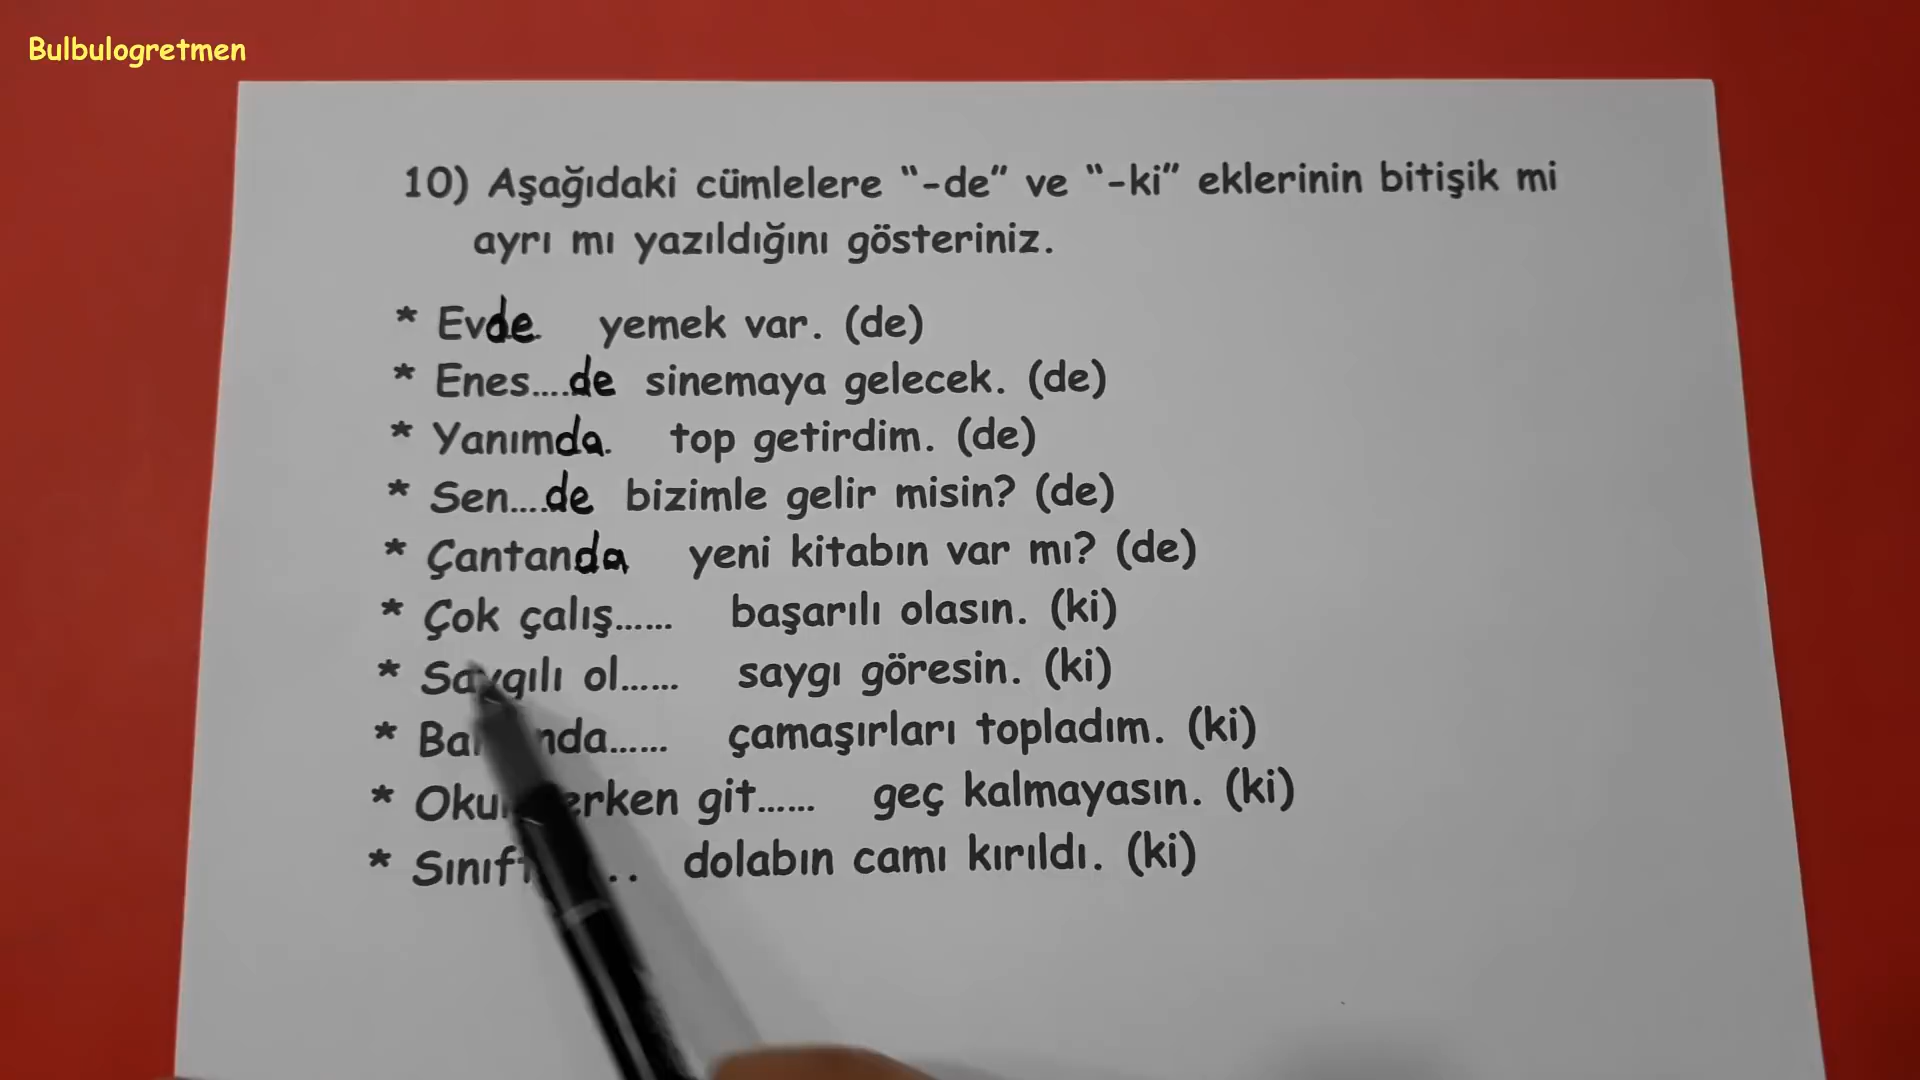 Bulbulogretmen
10) Aşağıdaki cümlelere “-de” ve “-ki” eklerinin bitişik mi
ayrı mı yazıldığını gösteriniz.
* Evde. yemek var. (de)
* Enes....de sinemaya gelecek. (de)
* Yanımda. top getirdim. (de)
* Sen....de bizimle gelir misin? (de)
* Çantanda yeni kitabın var mı? (de)
* Çok çalış...... başarılı olasın. (ki)
* Saygılı ol...... saygı göresin. (ki)
* ...... çamaşırları topladım. (ki)
* erken git...... geç kalmayasın. (ki)
* .. dolabın camı kırıldı. (ki)